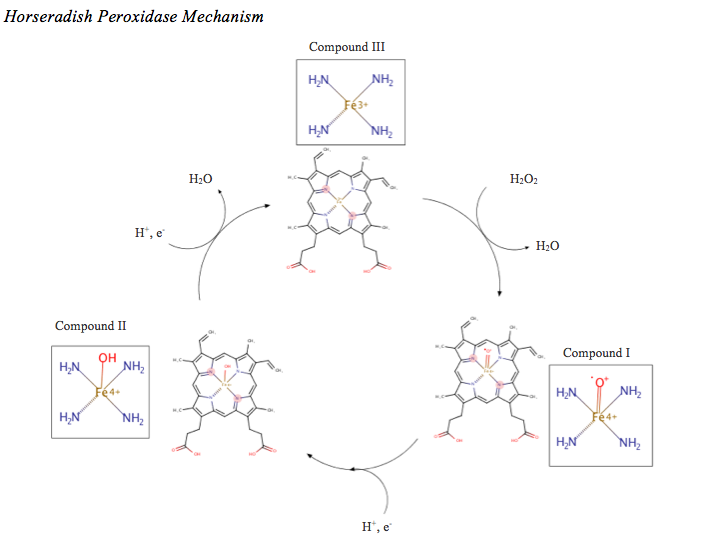 Horseradish Peroxidase Mechanism
Compound III
H₂N NH₂
Fe3+
H₂N NH₂
H₂O
H₂O₂
H⁺, e⁻
H₂O
Compound II
OH
H₂N NH₂
Fe4+
H₂N NH₂
Compound I
˙O⁺
H₂N NH₂
Fe4+
H₂N NH₂
H⁺, e⁻